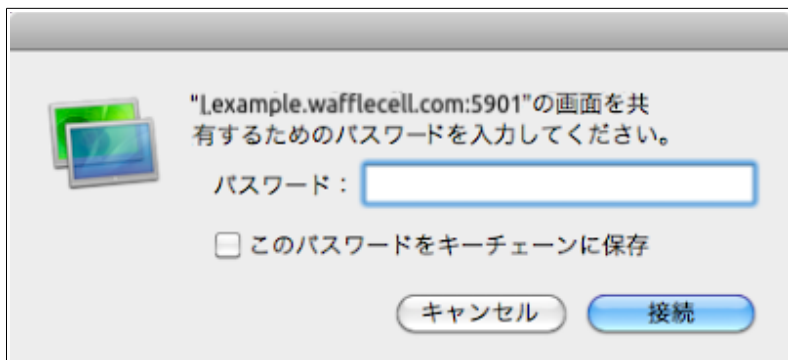 "l.example.wafflecell.com:5901"の画面を共
有するためのパスワードを入力してください。
パスワード：
このパスワードをキーチェーンに保存
キャンセル 接続